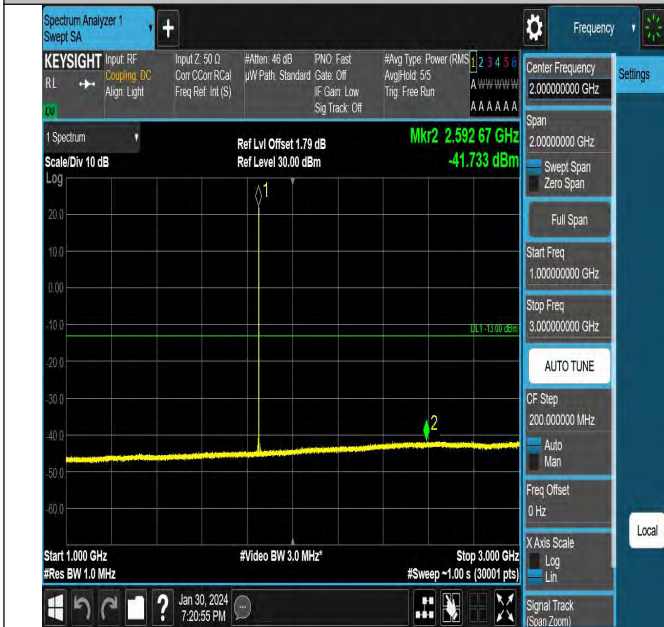 Spectrum Analyzer 1
Swept SA
Frequency
KEYSIGHT
RL
Input: RF
Coupling: DC
Align: Light
Input Z: 50 Ω
Corr CCorr RCal
Freq Ref: Int (S)
#Atten: 46 dB
µW Path: Standard
PNO: Fast
Gate: Off
IF Gain: Low
Sig Track: Off
#Avg Type: Power (RMS
Avg|Hold: 5/5
Trig: Free Run
1 2 3 4 5 6
A W W W W W
A A A A A A
1 Spectrum
Scale/Div 10 dB
Log
Ref Lvl Offset 1.79 dB
Ref Level 30.00 dBm
Mkr2 2.592 67 GHz
-41.733 dBm
1
20.0
10.0
0.00
-10.0
DL1 -13.00 dBm
-20.0
-30.0
-40.0
2
-50.0
-60.0
Start 1.000 GHz
#Res BW 1.0 MHz
#Video BW 3.0 MHz*
Stop 3.000 GHz
#Sweep ~1.00 s (30001 pts)
Center Frequency
2.000000000 GHz
Settings
Span
2.00000000 GHz
Swept Span
Zero Span
Full Span
Start Freq
1.000000000 GHz
Stop Freq
3.000000000 GHz
AUTO TUNE
CF Step
200.000000 MHz
Auto
Man
Freq Offset
0 Hz
X Axis Scale
Log
Lin
Local
Signal Track
(Span Zoom)
?
Jan 30, 2024
7:20:55 PM